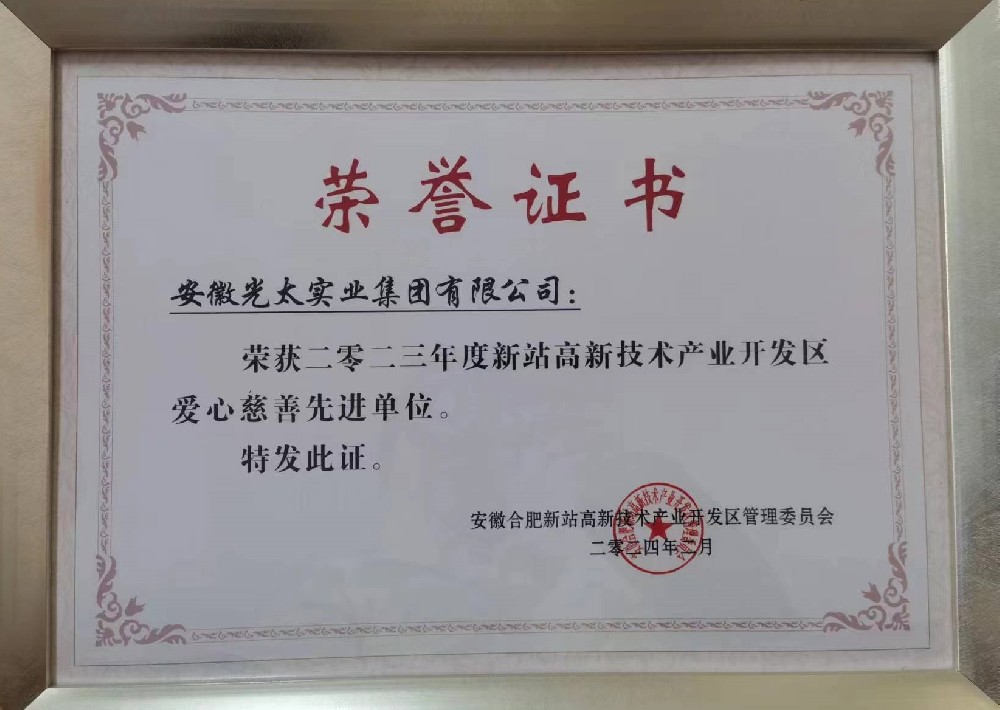 荣誉证书
安徽光太实业集团有限公司：
荣获二零二三年度新站高新技术产业开发区
爱心慈善先进单位。
特发此证。
安徽合肥新站高新技术产业开发区管理委员会
二零二四年二月